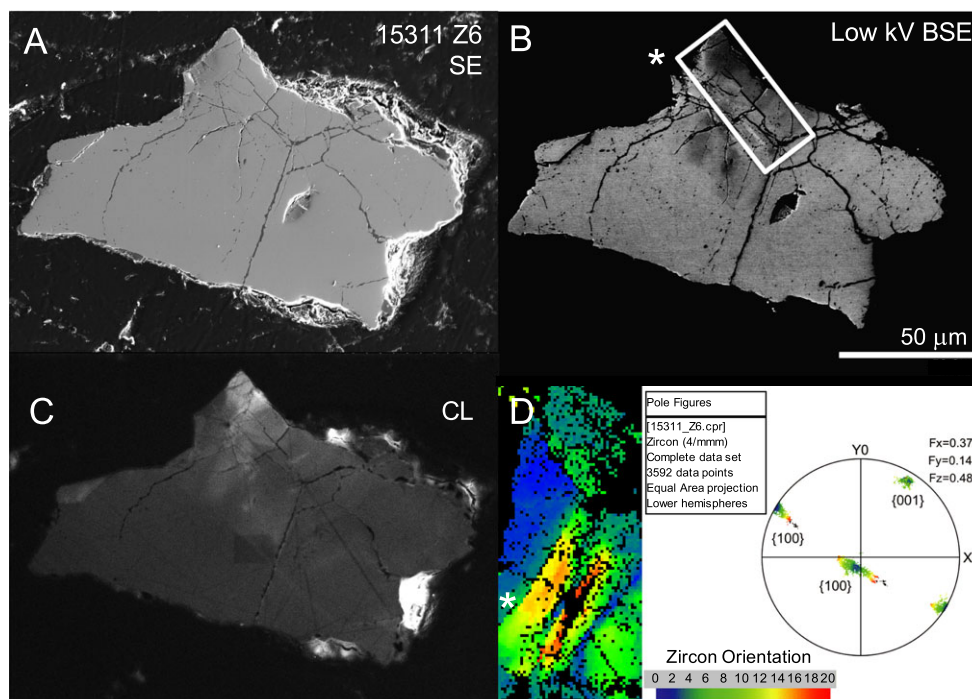 A
15311 Z6
SE
B
Low kV BSE
*
50 μm
C
CL
D
*
Pole Figures
[15311_Z6.cpr]
Zircon (4/mmm)
Complete data set
3592 data points
Equal Area projection
Lower hemispheres
Y0
Fx=0.37
Fy=0.14
Fz=0.48
{001}
{100}
X
{100}
Zircon Orientation
0 2 4 6 8 10 12 14 16 18 20